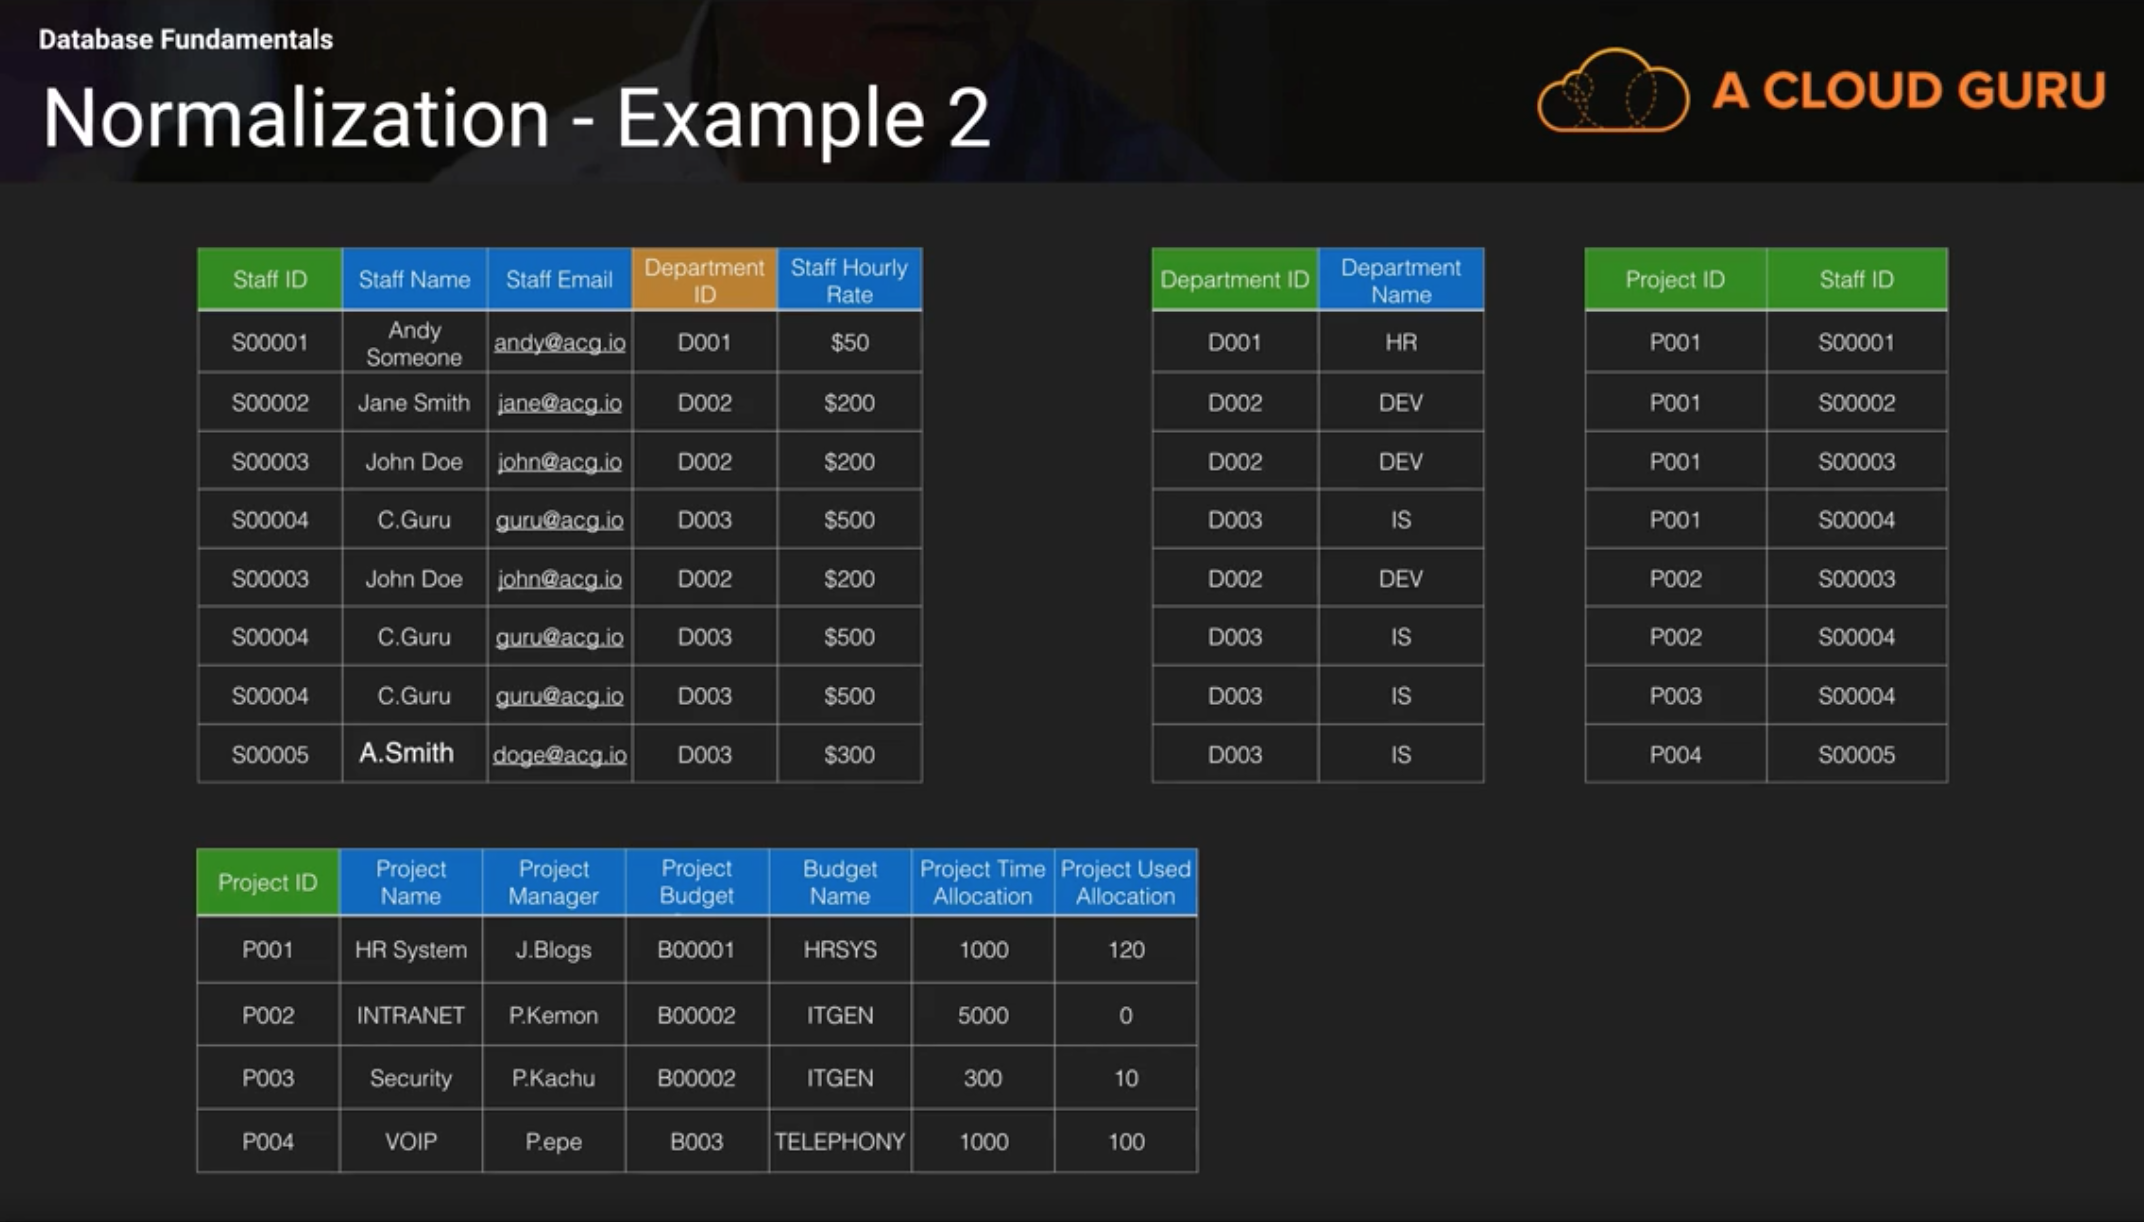 Database Fundamentals
Normalization - Example 2
A CLOUD GURU
Staff ID Staff Name Staff Email Department ID Staff Hourly Rate
S00001 Andy Someone andy@acg.io D001 $50
S00002 Jane Smith jane@acg.io D002 $200
S00003 John Doe john@acg.io D002 $200
S00004 C.Guru guru@acg.io D003 $500
S00003 John Doe john@acg.io D002 $200
S00004 C.Guru guru@acg.io D003 $500
S00004 C.Guru guru@acg.io D003 $500
S00005 A.Smith doge@acg.io D003 $300
Department ID Department Name
D001 HR
D002 DEV
D002 DEV
D003 IS
D002 DEV
D003 IS
D003 IS
D003 IS
Project ID Staff ID
P001 S00001
P001 S00002
P001 S00003
P001 S00004
P002 S00003
P002 S00004
P003 S00004
P004 S00005
Project ID Project Name Project Manager Project Budget Budget Name Project Time Allocation Project Used Allocation
P001 HR System J.Blogs B00001 HRSYS 1000 120
P002 INTRANET P.Kemon B00002 ITGEN 5000 0
P003 Security P.Kachu B00002 ITGEN 300 10
P004 VOIP P.epe B003 TELEPHONY 1000 100